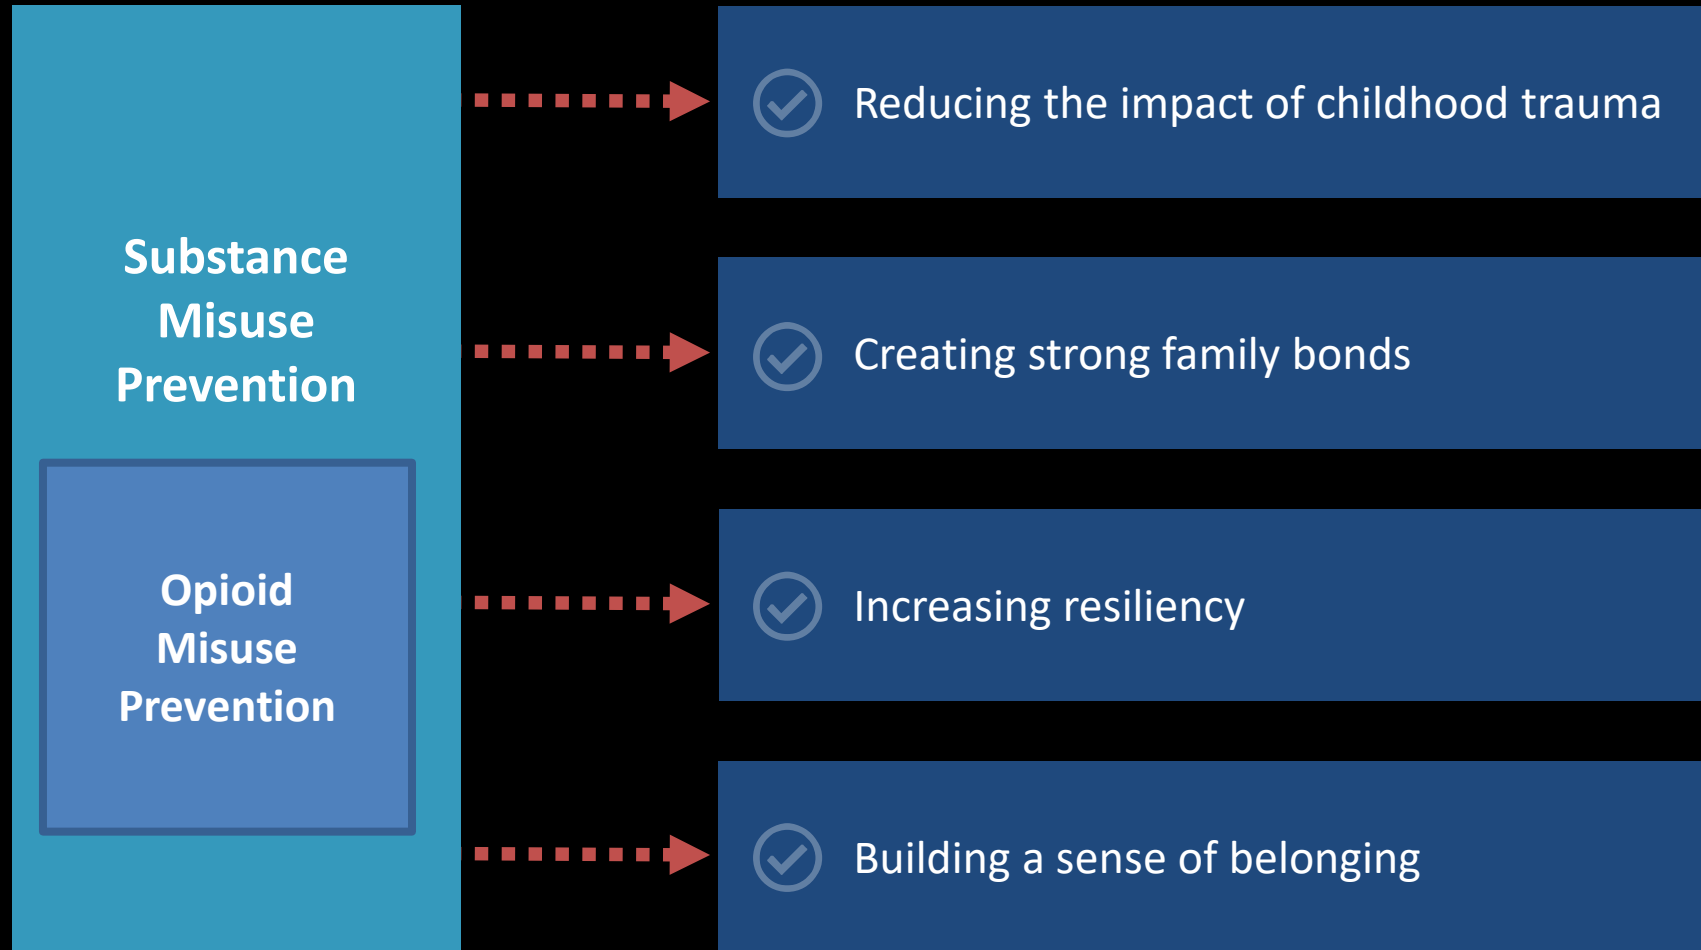 Substance
Misuse
Prevention
Opioid
Misuse
Prevention
Reducing the impact of childhood trauma
Creating strong family bonds
Increasing resiliency
Building a sense of belonging